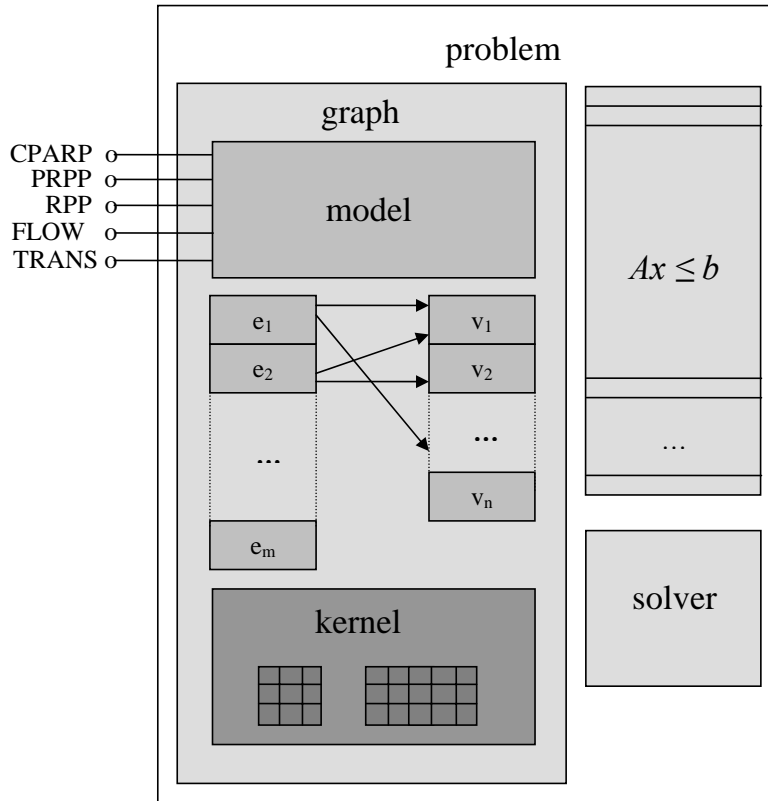 problem
graph
CPARP o
PRPP o
RPP o
FLOW o
TRANS o
model
Ax ≤ b
e₁
v₁
e₂
v₂
...
...
...
vₙ
eₘ
solver
kernel